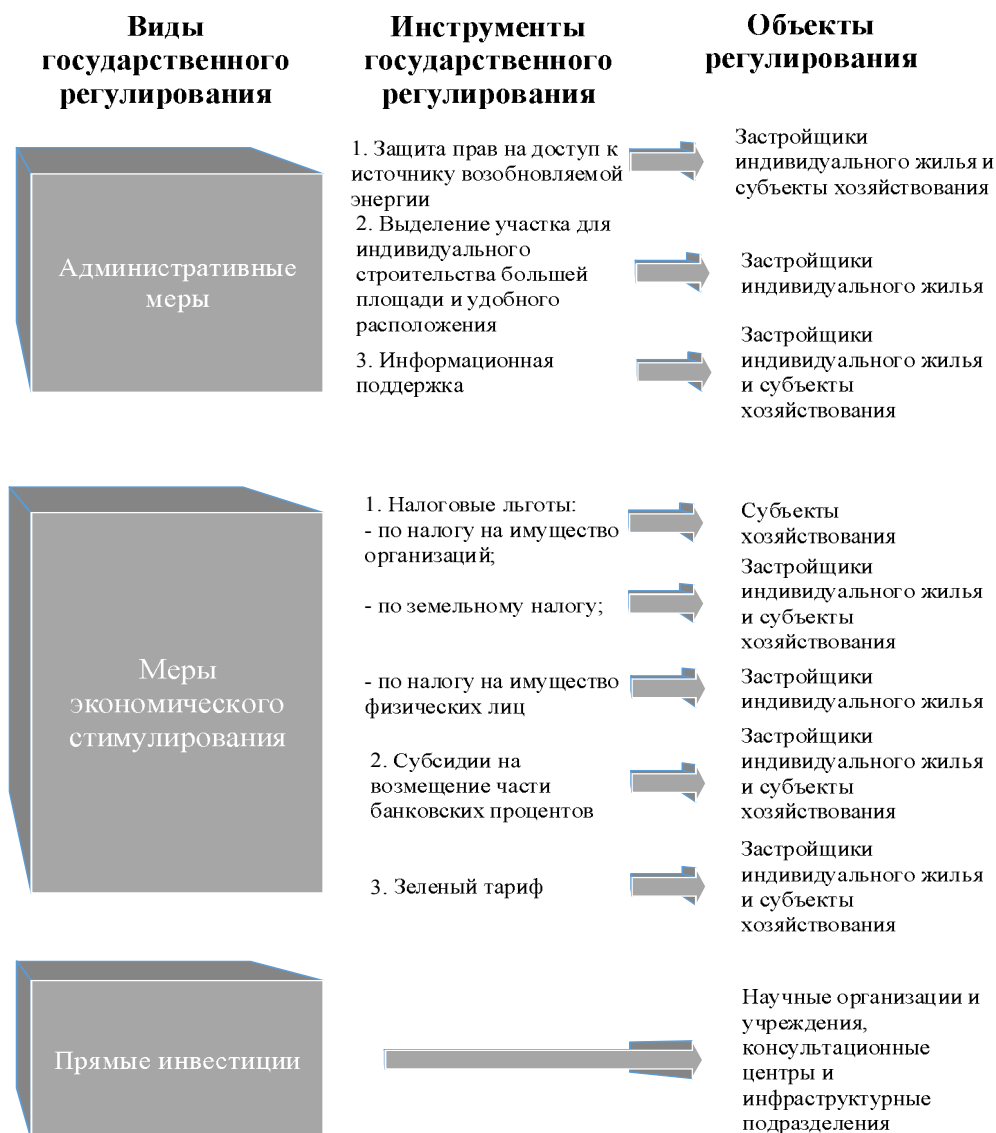 Виды
государственного
регулирования
Инструменты
государственного
регулирования
Объекты
регулирования
Административные
меры
1. Защита прав на доступ к
источнику возобновляемой
энергии
Застройщики
индивидуального жилья и
субъекты хозяйствования
2. Выделение участка для
индивидуального
строительства большей
площади и удобного
расположения
Застройщики
индивидуального жилья
3. Информационная
поддержка
Застройщики
индивидуального жилья
и субъекты
хозяйствования
Меры
экономического
стимулирования
1. Налоговые льготы:
- по налогу на имущество
организаций;
Субъекты
хозяйствования
- по земельному налогу;
Застройщики
индивидуального жилья
и субъекты
хозяйствования
- по налогу на имущество
физических лиц
Застройщики
индивидуального жилья
2. Субсидии на
возмещение части
банковских процентов
Застройщики
индивидуального жилья
и субъекты
хозяйствования
3. Зеленый тариф
Застройщики
индивидуального жилья
и субъекты
хозяйствования
Прямые инвестиции
Научные организации и
учреждения,
консультационные
центры и
инфраструктурные
подразделения